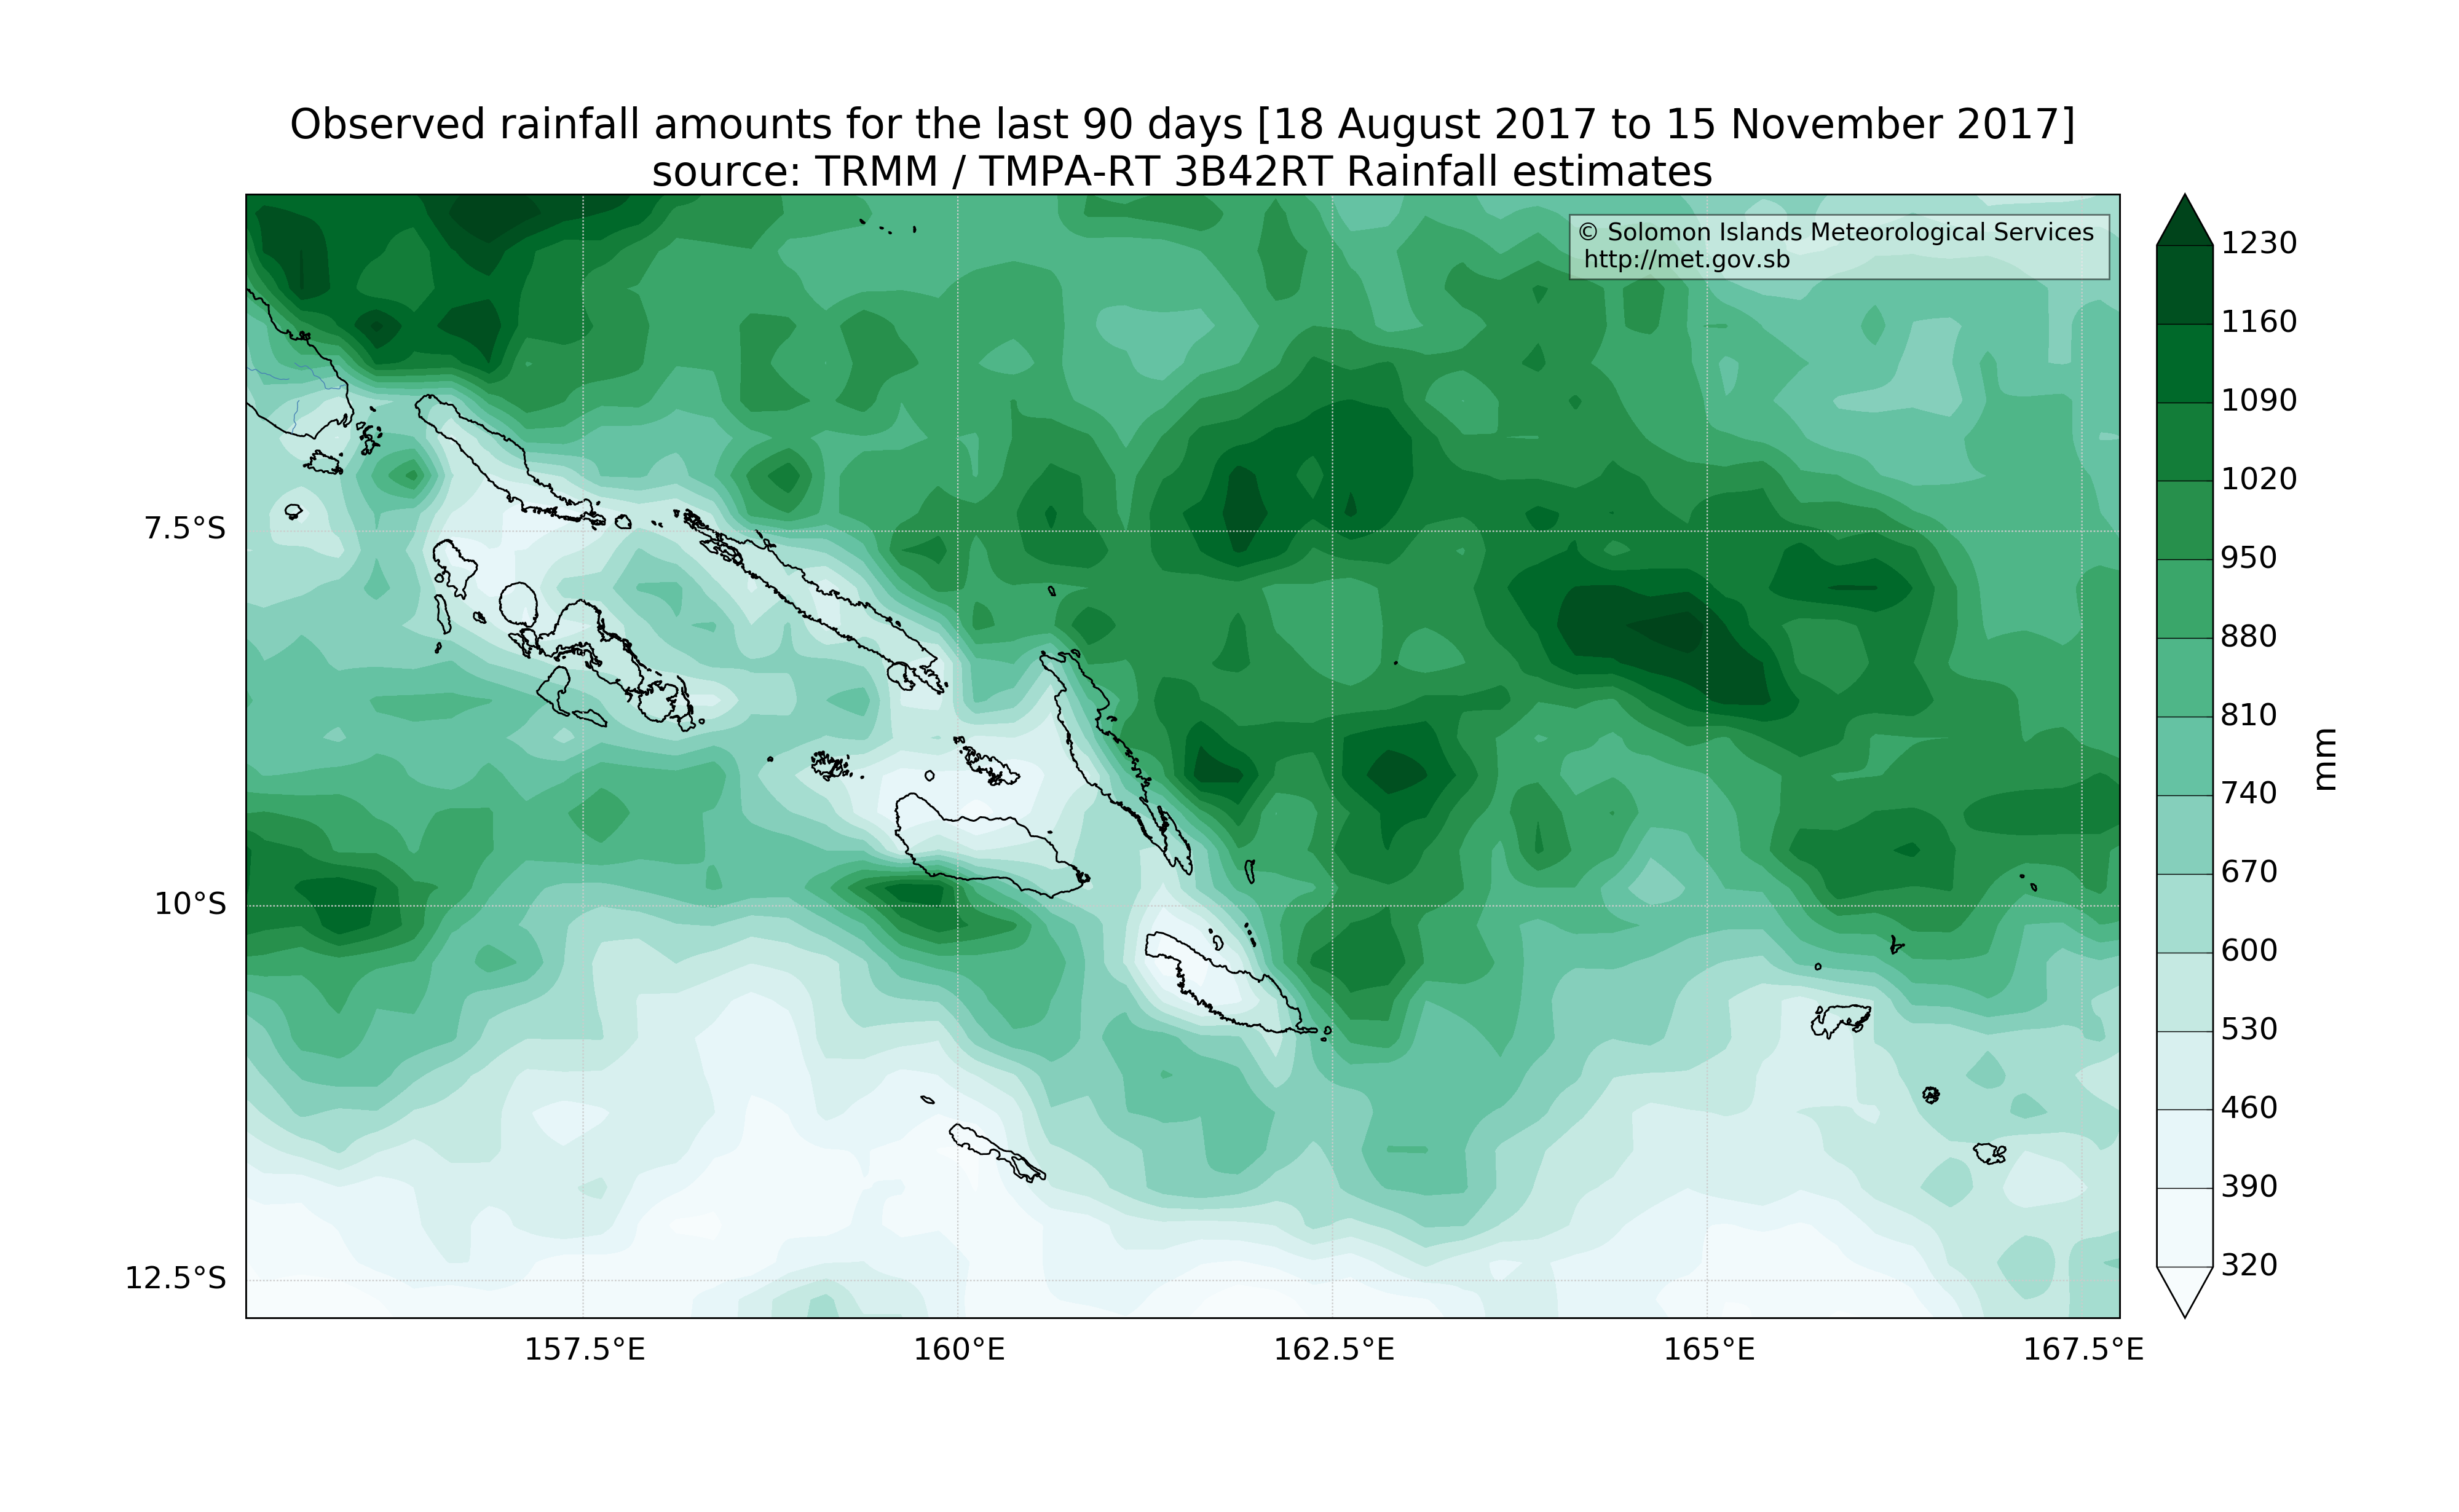 Observed rainfall amounts for the last 90 days [18 August 2017 to 15 November 2017]
source: TRMM / TMPA-RT 3B42RT Rainfall estimates
© Solomon Islands Meteorological Services
http://met.gov.sb
7.5°S
10°S
12.5°S
157.5°E
160°E
162.5°E
165°E
167.5°E
1230
1160
1090
1020
950
880
810
740
670
600
530
460
390
320
mm